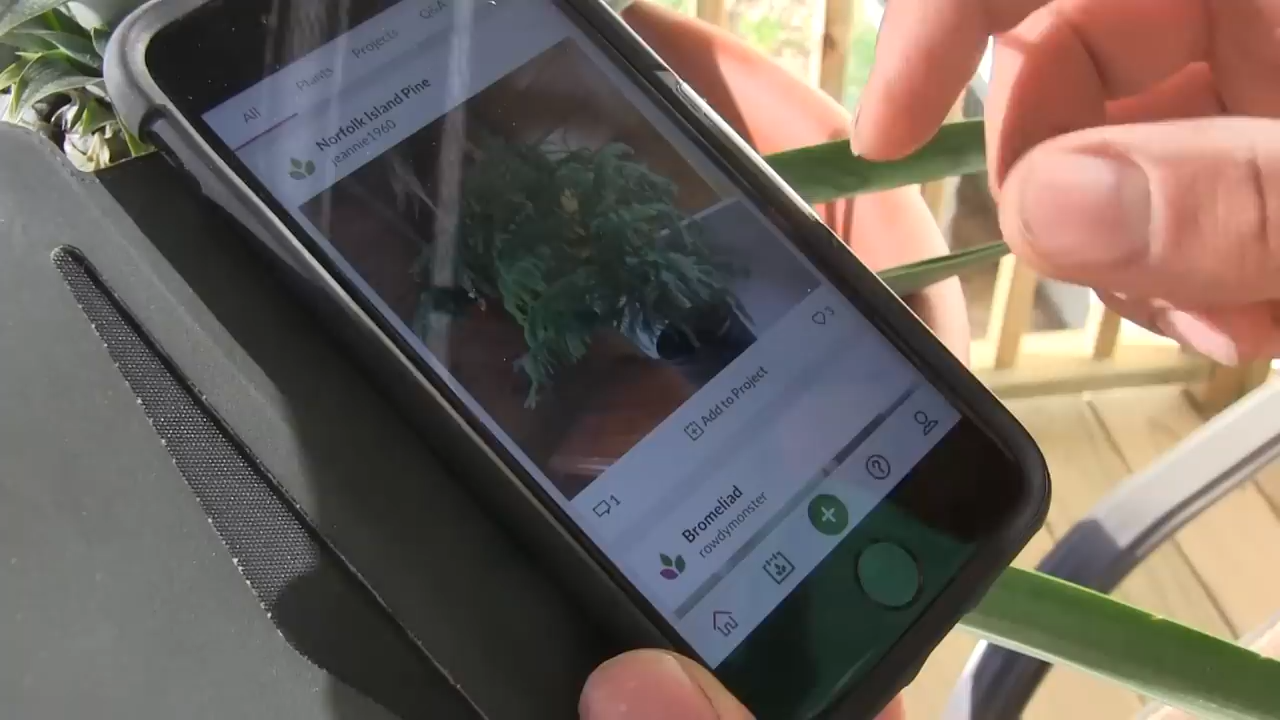 All Plants Projects Q&A
Norfolk Island Pine
jeannie1960
3
Add to Project
1
Bromeliad
rowdymonster